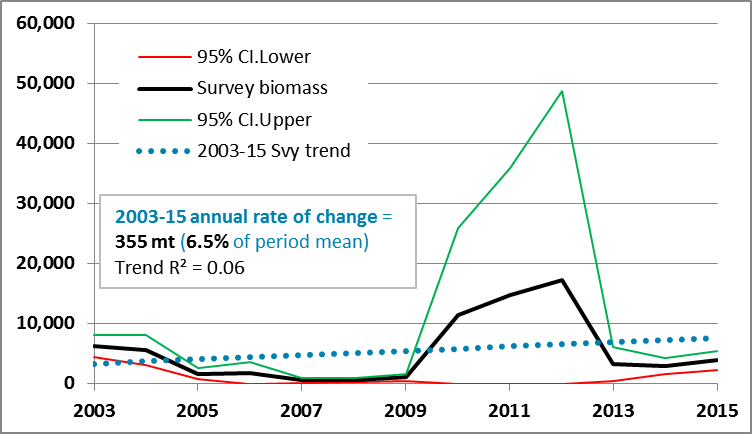 60,000
50,000
40,000
30,000
20,000
10,000
0
95% CI.Lower
Survey biomass
95% CI.Upper
2003-15 Svy trend
2003-15 annual rate of change =
355 mt (6.5% of period mean)
Trend R² = 0.06
2003 2005 2007 2009 2011 2013 2015